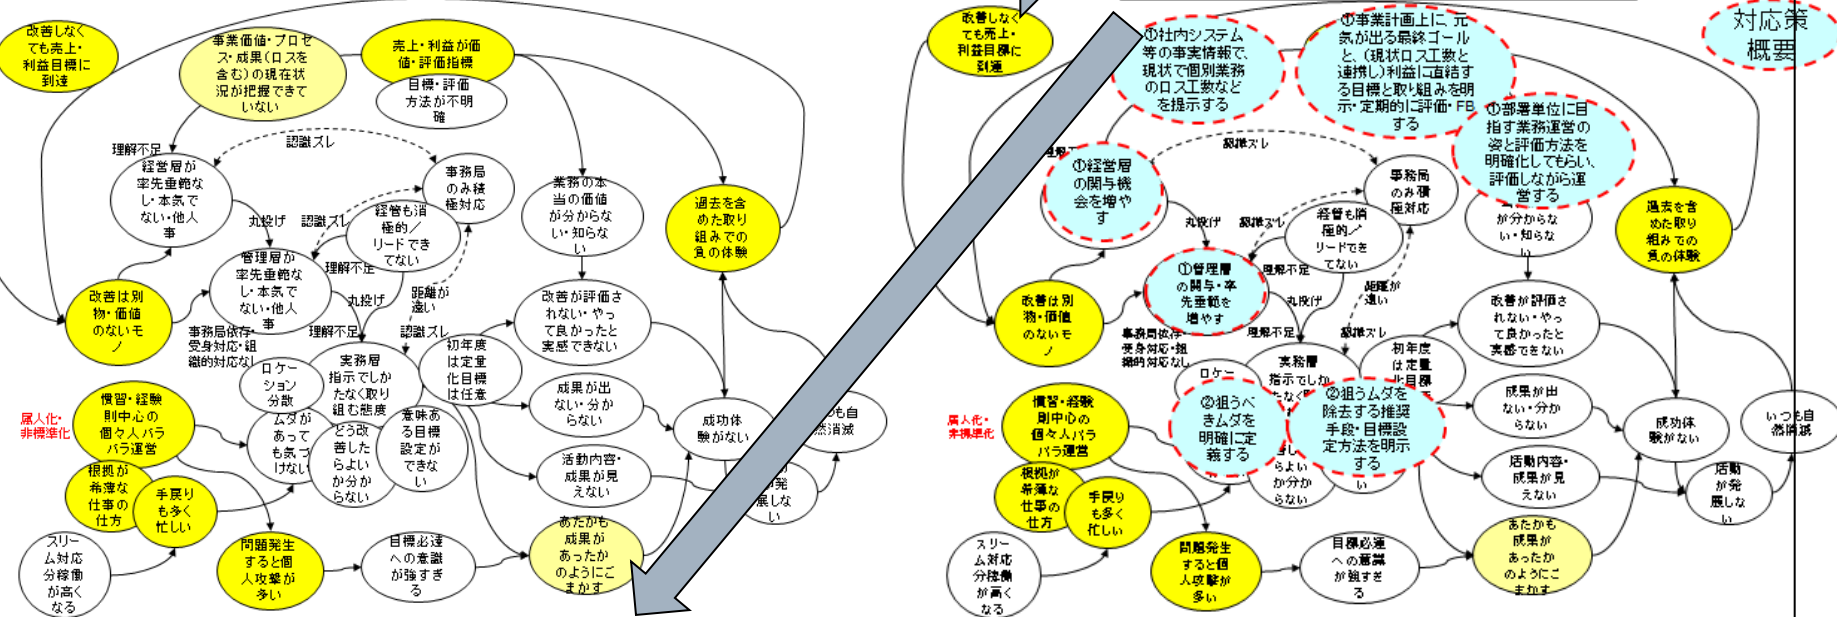 改善しなく
ても売上・
利益目標に
到達
事業価値・プロセ
ス・成果(ロスを
含む)の現在状
況が把握できて
いない
売上・利益が価
値・評価指標
目標・評価
方法が不明
確
認識ズレ
理解不足
経営層が
率先垂範な
し・本気で
ない・他人
事
事務局
のみ積
極対応
丸投げ
認識ズレ
経管も消
極的／
リードでき
てない
業務の本
当の価値
が分からな
い・知らな
い
過去を含
めた取り
組みでの
負の体験
管理層が
率先垂範な
し・本気で
ない・他人
事
理解不足
改善は別
物・価値
のないモ
ノ
丸投げ
距離が
遠い
改善が評価さ
れない・やっ
て良かったと
実感できない
事務局依存・
受身対応・組
織的対応なし
理解不足
認識ズレ
初年度
は定量
化目標
は任意
ロケー
ション
分散
実務層
指示でしか
たなく取り
組む態度
成果が出
ない・分か
らない
属人化・
非標準化
慣習・経験
則中心の
個々人バラ
バラ運営
ムダが
あって
も気づ
けない
どう改
善した
らよい
か分か
らない
意味あ
る目標
設定が
できな
い
成功体
験がない
も自
然消滅
活動内容・
成果が見
えない
発
展しな
い
根拠が
希薄な
仕事の
仕方
手戻り
も多く
忙しい
スリー
ム対応
分稼働
が高く
なる
問題発生
すると個
人攻撃が
多い
目標必達
への意識
が強すぎ
る
あたかも
成果が
あったか
のようにご
まかす
改善しなく
ても売上・
利益目標に
到達
①社内システム
等の事実情報で、
現状で個別業務
のロス工数など
を提示する
①事業計画上に、元
気が出る最終ゴール
と、(現状ロス工数と
連携し)利益に直結す
る目標と取り組みを明
示・定期的に評価・FB
する
対応策
概要
①部署単位に目
指す業務運営の
姿と評価方法を
明確化してもらい、
評価しながら運
営する
認識ズレ
①経営層
の関与機
会を増や
す
事務局
のみ積
極対応
丸投げ
認識ズレ
経管も消
極的／
リードでき
てない
が分からな
い・知らな
い
過去を含
めた取り
組みでの
負の体験
①管理層
の関与・率
先垂範を
増やす
理解不足
改善は別
物・価値
のないモ
ノ
丸投げ
距離が
遠い
改善が評価さ
れない・やっ
て良かったと
実感できない
事務局依存・
受身対応・組
織的対応なし
理解不足
認識ズレ
初年度
は定量
化目標
ロケー
実務層
指示でしか
成果が出
ない・分か
らない
属人化・
非標準化
慣習・経験
則中心の
個々人バラ
バラ運営
②狙うべ
きムダを
明確に定
義する
②狙うムダを
除去する推奨
手段・目標設
定方法を明示
する
らよい
か分か
らない
い
成功体
験がない
いつも自
然消滅
活動内容・
成果が見
えない
活動
が発
展しな
い
根拠が
希薄な
仕事の
仕方
手戻り
も多く
忙しい
スリー
ム対応
分稼働
が高く
なる
問題発生
すると個
人攻撃が
多い
目標必達
への意識
が強すぎ
る
あたかも
成果が
あったか
のようにご
まかす